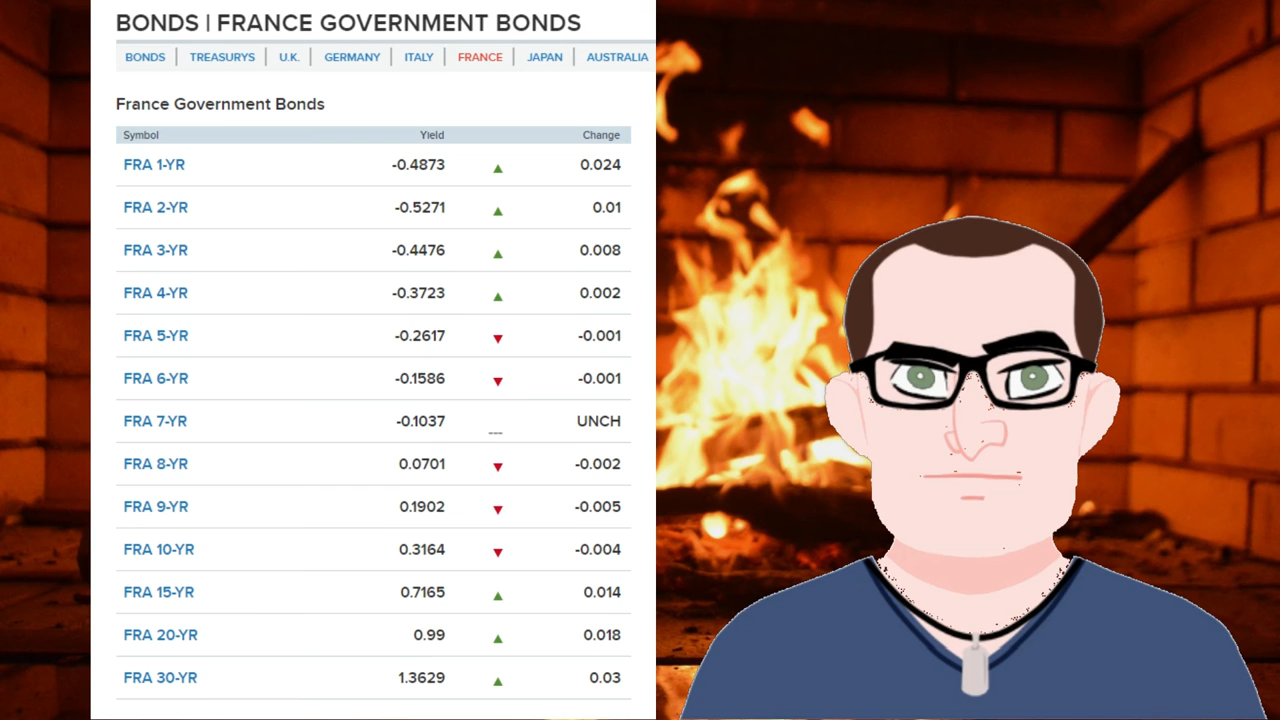 BONDS | FRANCE GOVERNMENT BONDS
BONDS | TREASURYS | U.K. | GERMANY | ITALY | FRANCE | JAPAN | AUSTRALIA
France Government Bonds
Symbol Yield Change
FRA 1-YR -0.4873 ▲ 0.024
FRA 2-YR -0.5271 ▲ 0.01
FRA 3-YR -0.4476 ▲ 0.008
FRA 4-YR -0.3723 ▲ 0.002
FRA 5-YR -0.2617 ▼ -0.001
FRA 6-YR -0.1586 ▼ -0.001
FRA 7-YR -0.1037 --- UNCH
FRA 8-YR 0.0701 ▼ -0.002
FRA 9-YR 0.1902 ▼ -0.005
FRA 10-YR 0.3164 ▼ -0.004
FRA 15-YR 0.7165 ▲ 0.014
FRA 20-YR 0.99 ▲ 0.018
FRA 30-YR 1.3629 ▲ 0.03